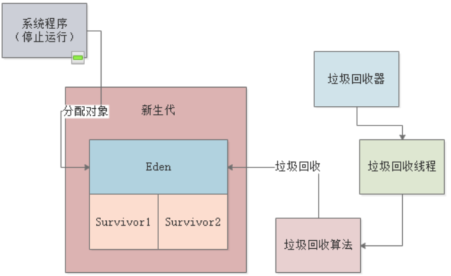 系统程序
（停止运行）
分配对象
新生代
Eden
Survivor1
Survivor2
垃圾回收器
垃圾回收线程
垃圾回收
垃圾回收算法